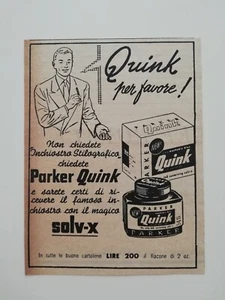 Quink
per favore!
Non chiedete
Inchiostro Stilografico
chiedete
Parker Quink
e sarete certi di ri-
cevere il famoso in-
chiostro con il magico
solv-x
Quink
PARKER
Quink
PARKER
In tutte le buone cartolerie LIRE 200 il flacone di 2 oz.